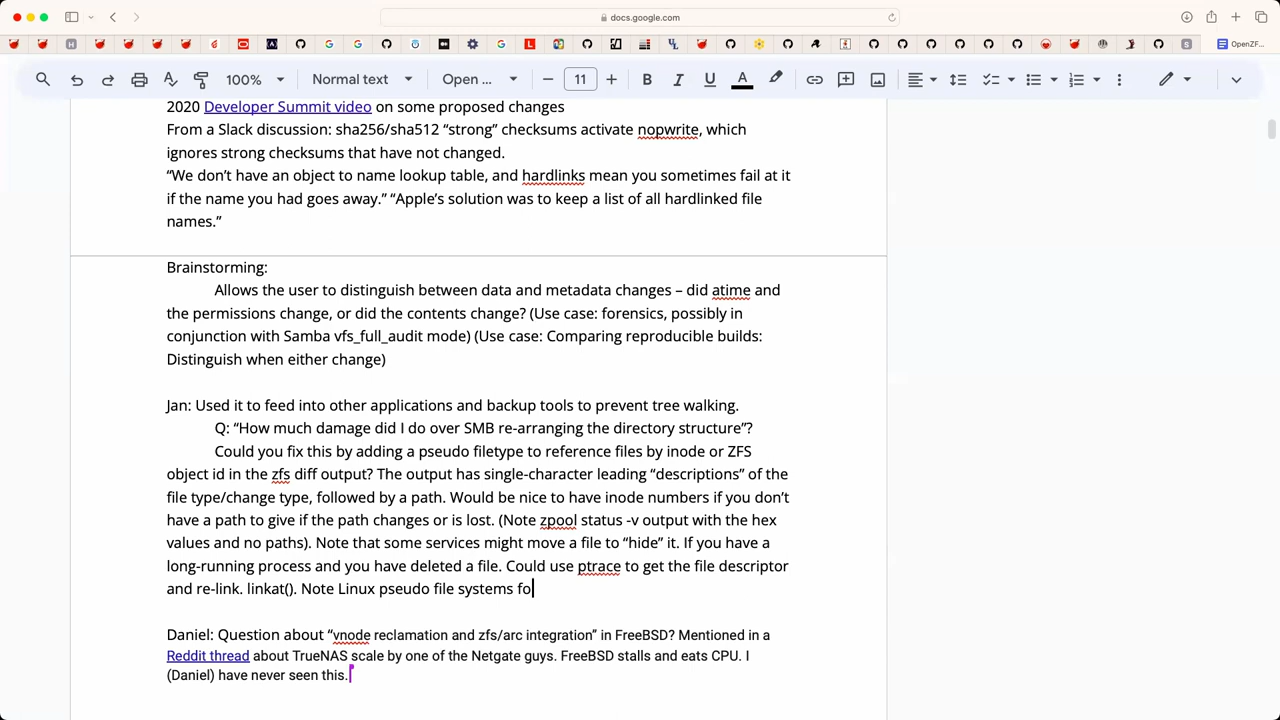 docs.google.com
OpenZF...
100%
Normal text
Open ...
11
B I U A
2020 Developer Summit video on some proposed changes
From a Slack discussion: sha256/sha512 “strong” checksums activate nopwrite, which
ignores strong checksums that have not changed.
“We don’t have an object to name lookup table, and hardlinks mean you sometimes fail at it
if the name you had goes away.” “Apple’s solution was to keep a list of all hardlinked file
names.”
Brainstorming:
Allows the user to distinguish between data and metadata changes – did atime and
the permissions change, or did the contents change? (Use case: forensics, possibly in
conjunction with Samba vfs_full_audit mode) (Use case: Comparing reproducible builds:
Distinguish when either change)
Jan: Used it to feed into other applications and backup tools to prevent tree walking.
Q: “How much damage did I do over SMB re-arranging the directory structure”?
Could you fix this by adding a pseudo filetype to reference files by inode or ZFS
object id in the zfs diff output? The output has single-character leading “descriptions” of the
file type/change type, followed by a path. Would be nice to have inode numbers if you don’t
have a path to give if the path changes or is lost. (Note zpool status -v output with the hex
values and no paths). Note that some services might move a file to “hide” it. If you have a
long-running process and you have deleted a file. Could use ptrace to get the file descriptor
and re-link. linkat(). Note Linux pseudo file systems fo
Daniel: Question about “vnode reclamation and zfs/arc integration” in FreeBSD? Mentioned in a
Reddit thread about TrueNAS scale by one of the Netgate guys. FreeBSD stalls and eats CPU. I
(Daniel) have never seen this.